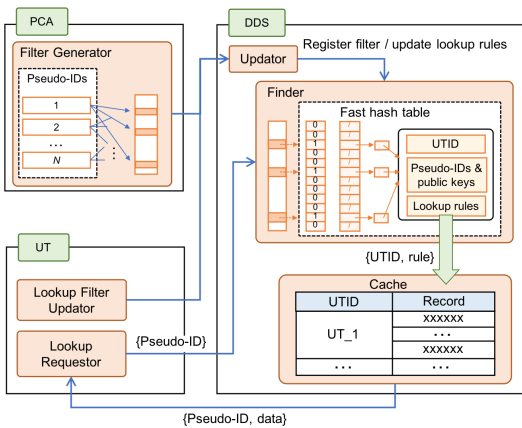 PCA
Filter Generator
Pseudo-IDs
1
2
...
N
UT
Lookup Filter
Updator
Lookup
Requestor
DDS
Updator
Register filter / update lookup rules
Finder
Fast hash table
0
0
1
0
0
1
0
0
0
0
1
0
UTID
Pseudo-IDs &
public keys
Lookup rules
{UTID, rule}
{Pseudo-ID}
Cache
UTID Record
xxxxxx
UT_1 ...
xxxxxx
... ...
{Pseudo-ID, data}